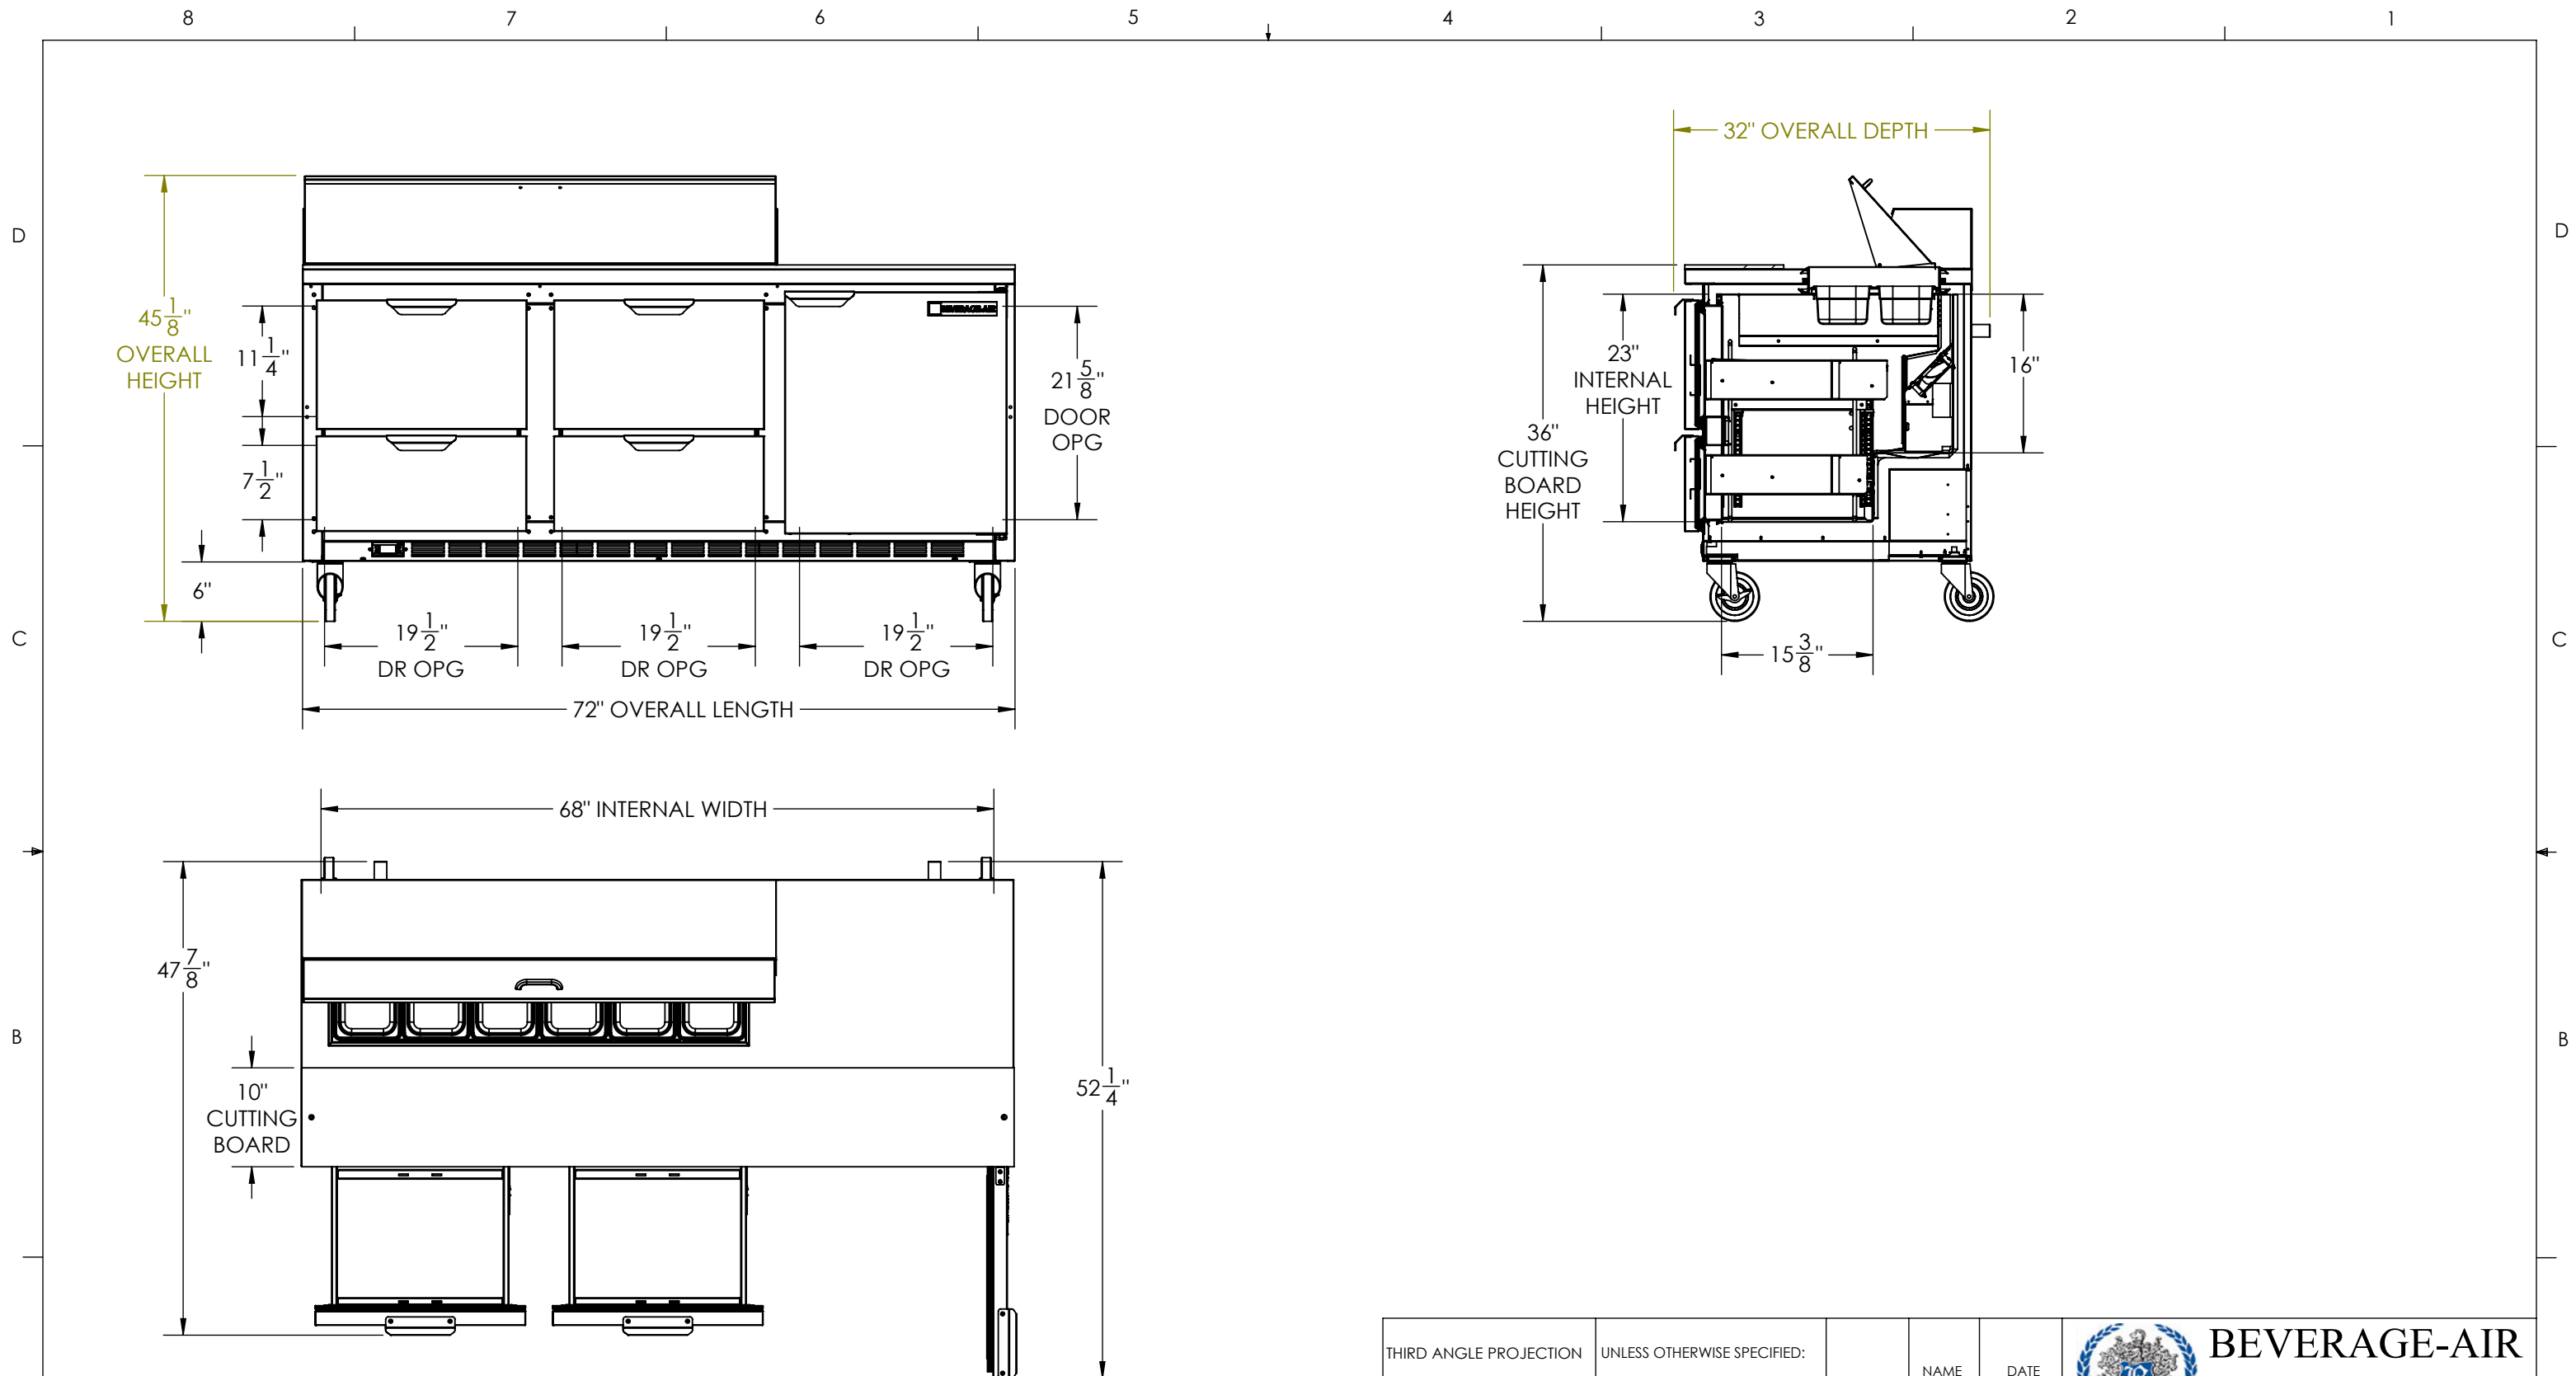 8 7 6 5 4 3 2 1
D
D
32" OVERALL DEPTH
45 1/8"
OVERALL
HEIGHT
11 1/4"
7 1/2"
6"
BEVERAGE-AIR
21 5/8"
DOOR
OPG
19 1/2"
DR OPG
19 1/2"
DR OPG
19 1/2"
DR OPG
72" OVERALL LENGTH
23"
INTERNAL
HEIGHT
36"
CUTTING
BOARD
HEIGHT
16"
15 3/8"
C
C
68" INTERNAL WIDTH
47 7/8"
10"
CUTTING
BOARD
52 1/4"
B
B
THIRD ANGLE PROJECTION
UNLESS OTHERWISE SPECIFIED:
NAME
DATE
BEVERAGE-AIR